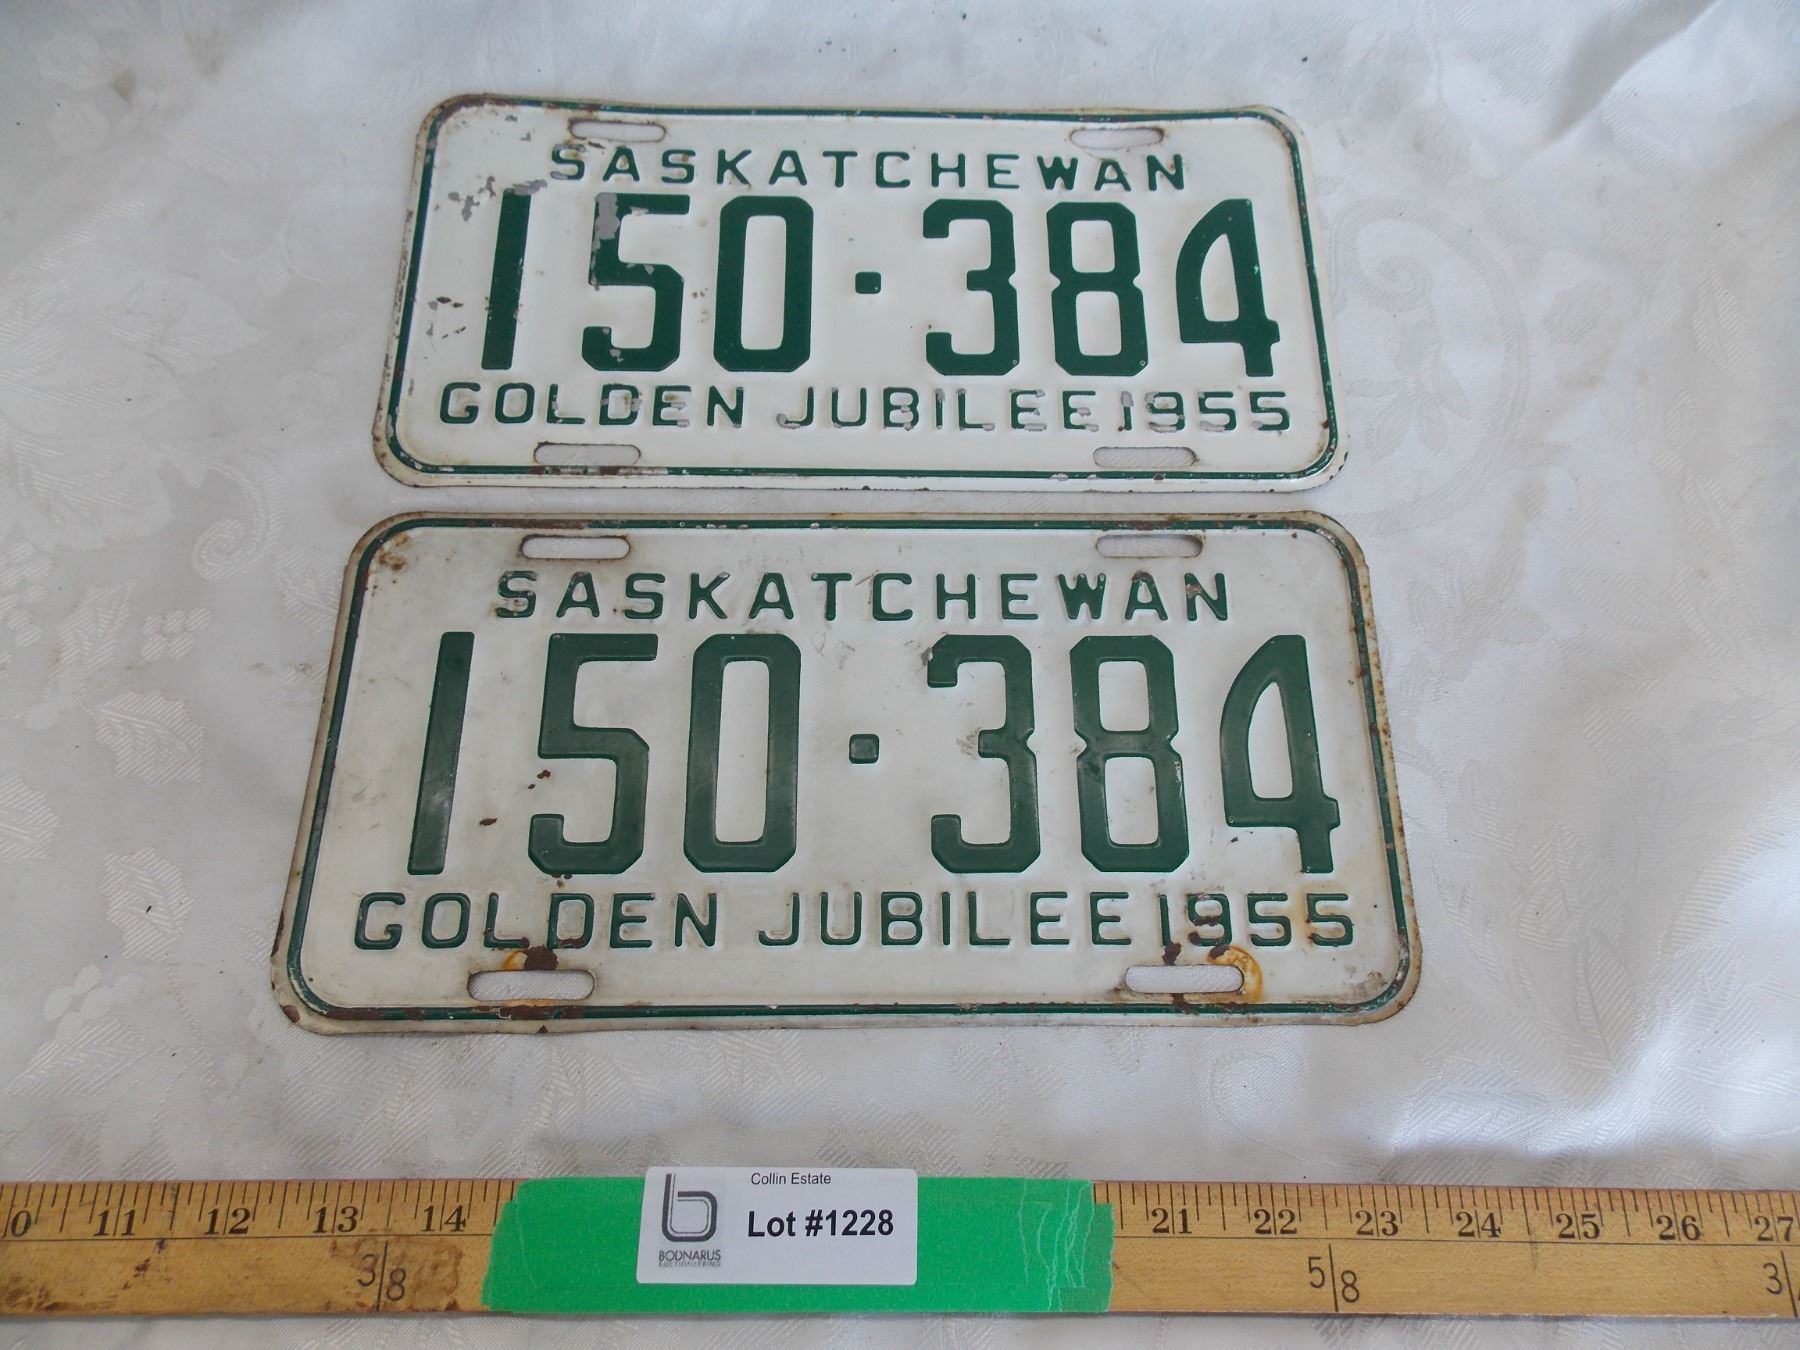 SASKATCHEWAN
150·384
GOLDEN JUBILEE 1955
SASKATCHEWAN
150·384
GOLDEN JUBILEE 1955
Collin Estate
Lot #1228
BODNARUS
AUCTIONEERING
0 11 12 13 14 21 22 23 24 25 26 27
3/8 5/8 3/